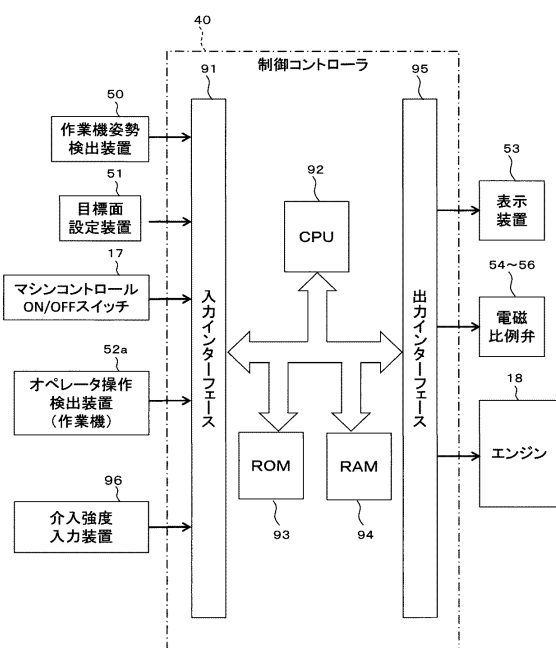 40
制御コントローラ
91
95
50
作業機姿勢
検出装置
51
目標面
設定装置
17
マシンコントロール
ON/OFFスイッチ
52a
オペレータ操作
検出装置
(作業機)
96
介入強度
入力装置
入力インターフェース
92
CPU
ROM
93
RAM
94
出力インターフェース
53
表示
装置
54~56
電磁
比例弁
18
エンジン